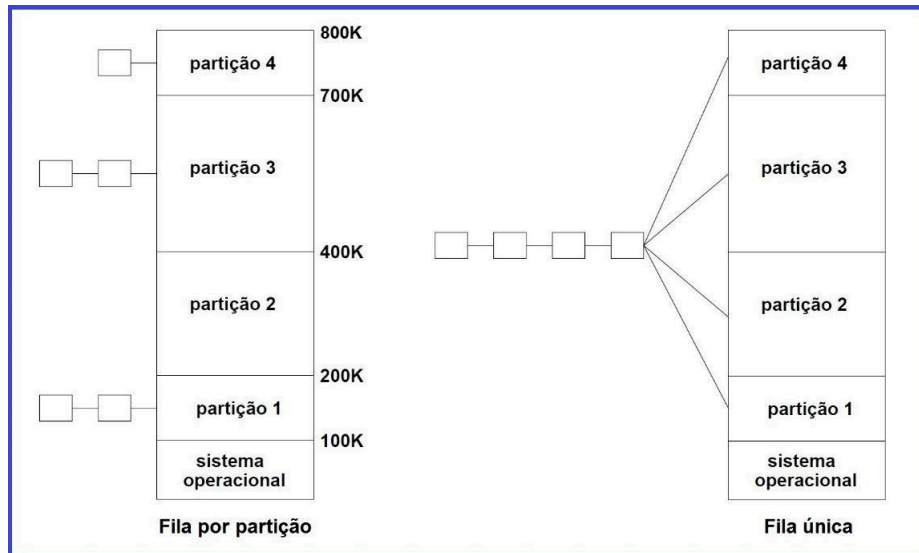 800K
partição 4
700K
partição 3
400K
partição 2
200K
partição 1
100K
sistema
operacional
Fila por partição
partição 4
partição 3
partição 2
partição 1
sistema
operacional
Fila única